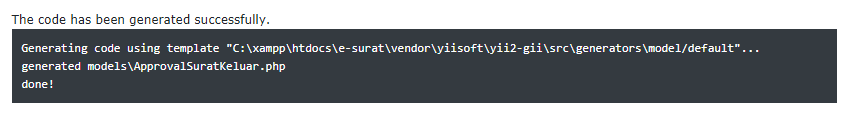 The code has been generated successfully.
Generating code using template "C:\xampp\htdocs\e-surat\vendor\yiisoft\yii2-gii\src\generators\model/default"...
generated models\ApprovalSuratKeluar.php
done!